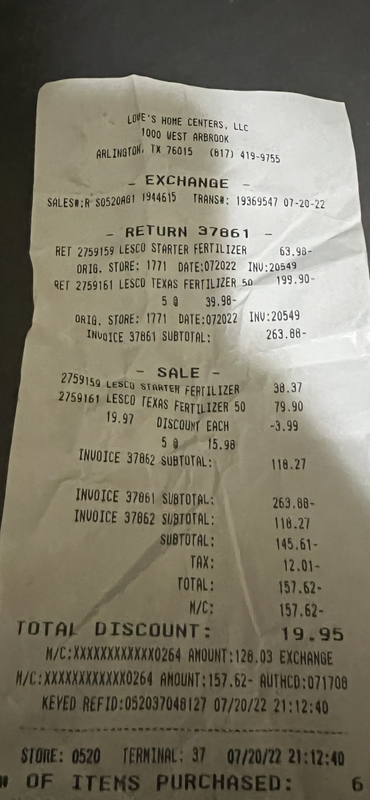 LOWE'S HOME CENTERS, LLC
1000 WEST ARBROOK
ARLINGTON, TX 76015 (817) 419-9755
- EXCHANGE -
SALES#:R S0520AG1 1944615 TRANS#: 19369547 07-20-22
- RETURN 37861 -
RET 2759159 LESCO STARTER FERTILIZER 63.98-
ORIG. STORE: 1771 DATE:072022 INV:20549
RET 2759161 LESCO TEXAS FERTILIZER 50 199.90-
5 @ 39.98-
ORIG. STORE: 1771 DATE:072022 INV:20549
INVOICE 37861 SUBTOTAL: 263.88-
- SALE -
2759159 LESCO STARTER FERTILIZER 38.37
2759161 LESCO TEXAS FERTILIZER 50 79.90
19.97 DISCOUNT EACH -3.99
5 @ 15.98
INVOICE 37862 SUBTOTAL: 118.27
INVOICE 37861 SUBTOTAL: 263.88-
INVOICE 37862 SUBTOTAL: 118.27
SUBTOTAL: 145.61-
TAX: 12.01-
TOTAL: 157.62-
M/C: 157.62-
TOTAL DISCOUNT: 19.95
M/C:XXXXXXXXXXXX0264 AMOUNT:128.03 EXCHANGE
M/C:XXXXXXXXXXXX0264 AMOUNT:157.62- AUTHCD:071708
KEYED REFID:052037048127 07/20/22 21:12:40
STORE: 0520 TERMINAL: 37 07/20/22 21:12:40
# OF ITEMS PURCHASED: 6